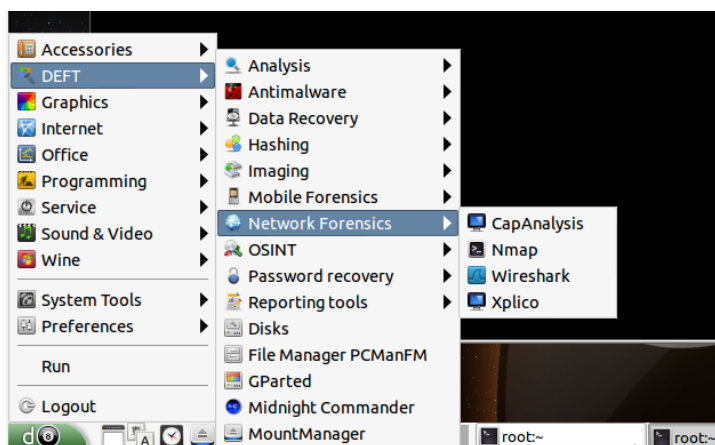 Accessories
DEFT
Graphics
Internet
Office
Programming
Service
Sound & Video
Wine
System Tools
Preferences
Run
Logout
Analysis
Antimalware
Data Recovery
Hashing
Imaging
Mobile Forensics
Network Forensics
OSINT
Password recovery
Reporting tools
Disks
File Manager PCManFM
GParted
Midnight Commander
MountManager
CapAnalysis
Nmap
Wireshark
Xplico
d8
A
root:~
root:~